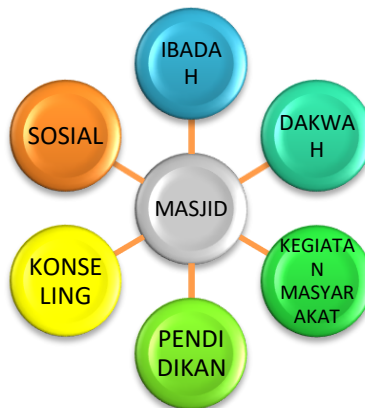 IBADA
H
SOSIAL
DAKWA
H
MASJID
KONSE
LING
KEGIATA
N
MASYAR
AKAT
PENDI
DIKAN